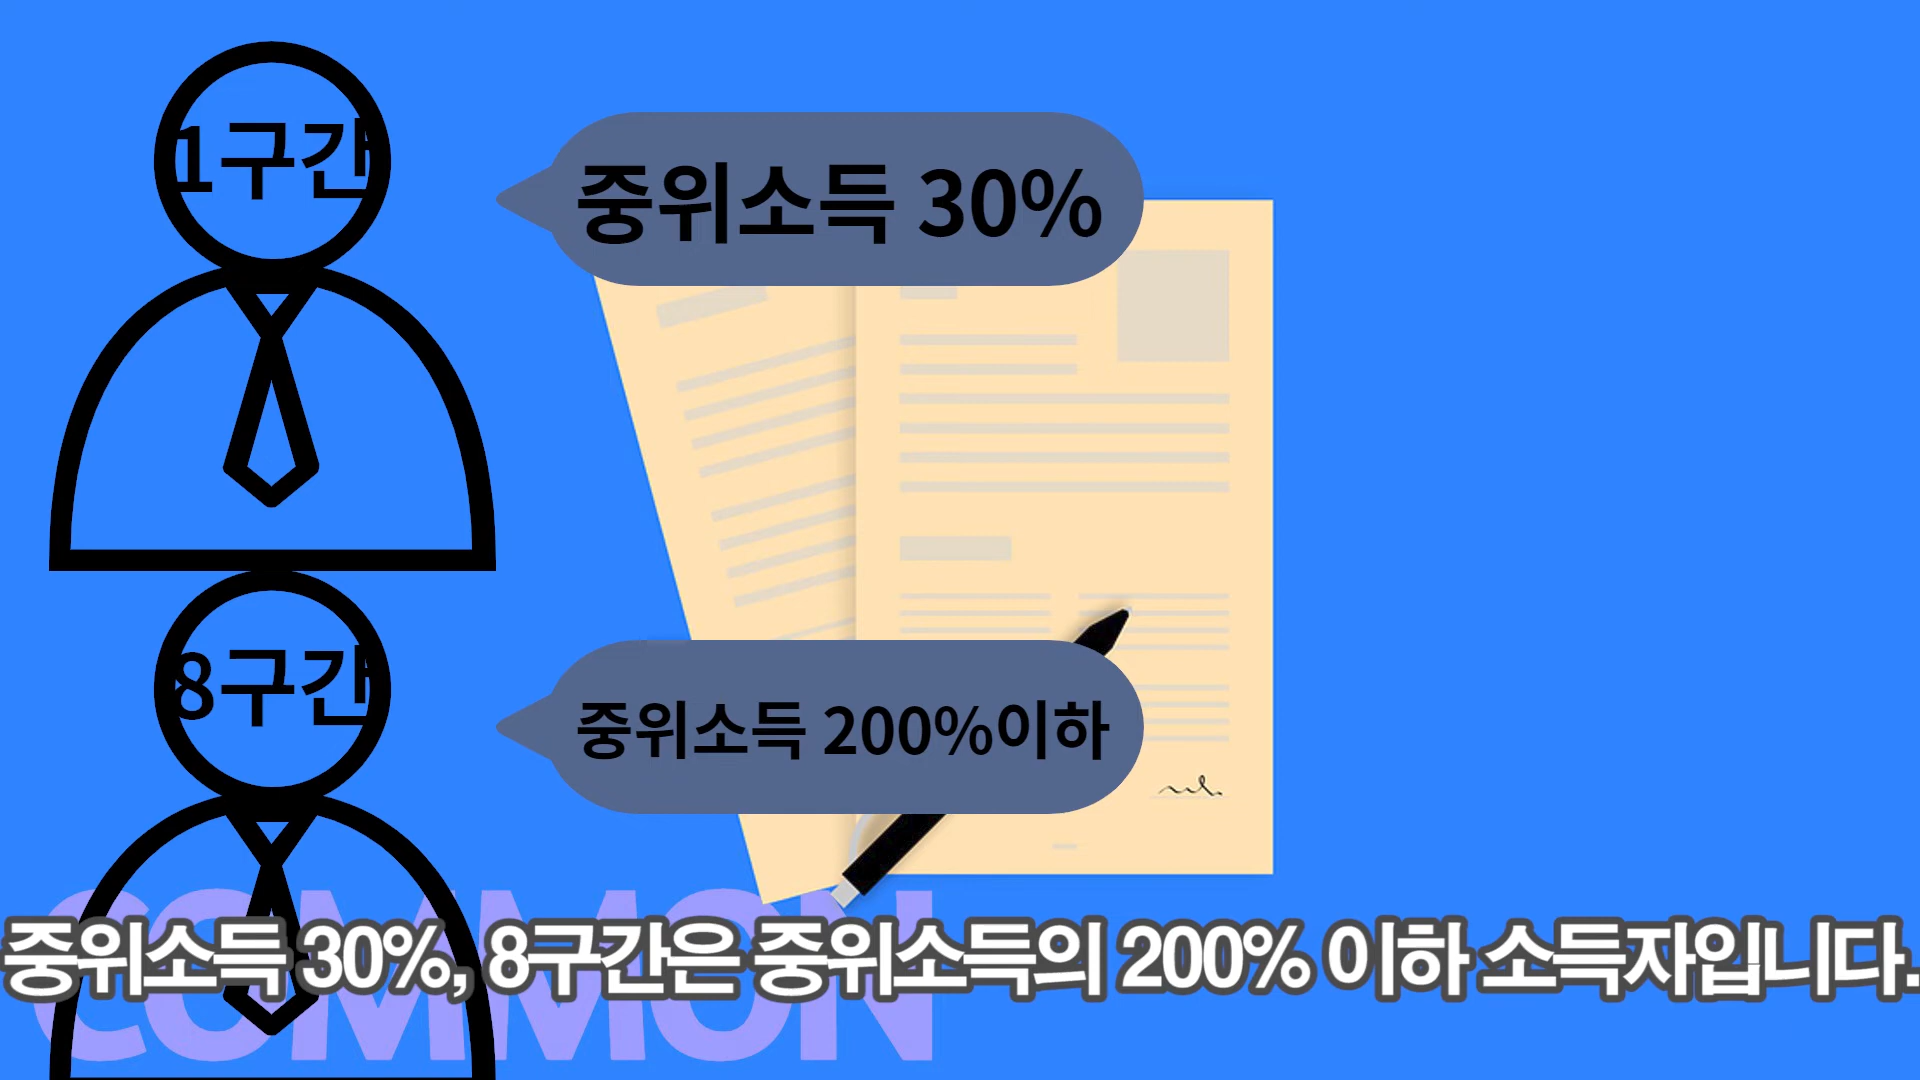 1구간
중위소득 30%
8구간
중위소득 200%이하
COMMON
중위소득 30%, 8구간은 중위소득의 200% 이하 소득자입니다.